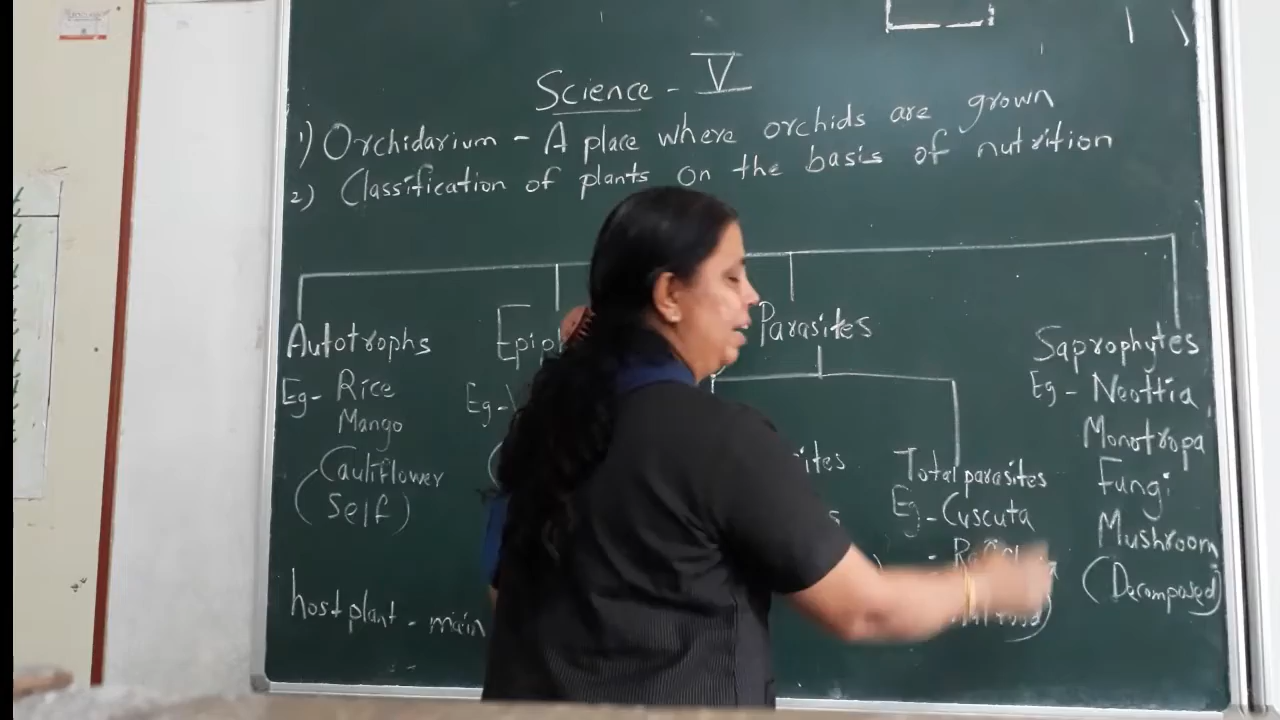 Science - V
1) Orchidarium - A place where orchids are grown
2) Classification of plants on the basis of nutrition
Autotrophs
Eg - Rice
Mango
Cauliflower
(Self)
host plant - main
Parasites
Total parasites
Eg - Cuscuta
Saprophytes
Eg - Neottia,
Monotropa
Fungi
Mushroom
(Decomposed)